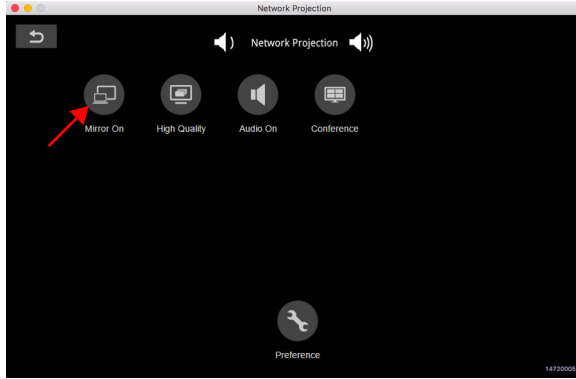 Network Projection
Network Projection
Mirror On
High Quality
Audio On
Conference
Preference
14720005